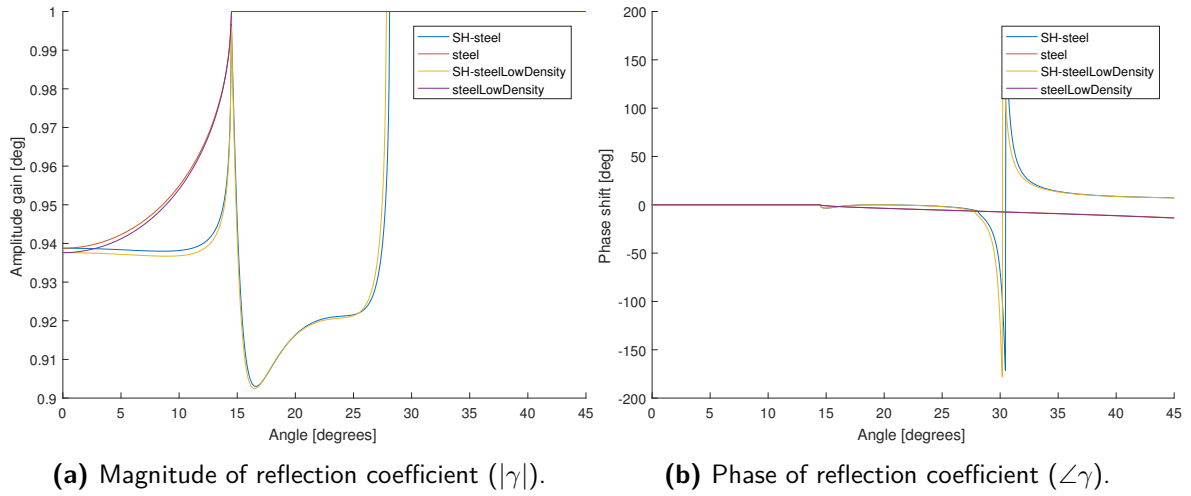 1
0.99
0.98
0.97
0.96
0.95
0.94
0.93
0.92
0.91
0.9
Amplitude gain [deg]
0 5 10 15 20 25 30 35 40 45
Angle [degrees]
SH-steel
steel
SH-steelLowDensity
steelLowDensity
(a) Magnitude of reflection coefficient (|γ|).
200
150
100
50
0
-50
-100
-150
-200
Phase shift [deg]
0 5 10 15 20 25 30 35 40 45
Angle [degrees]
SH-steel
steel
SH-steelLowDensity
steelLowDensity
(b) Phase of reflection coefficient (∠γ).